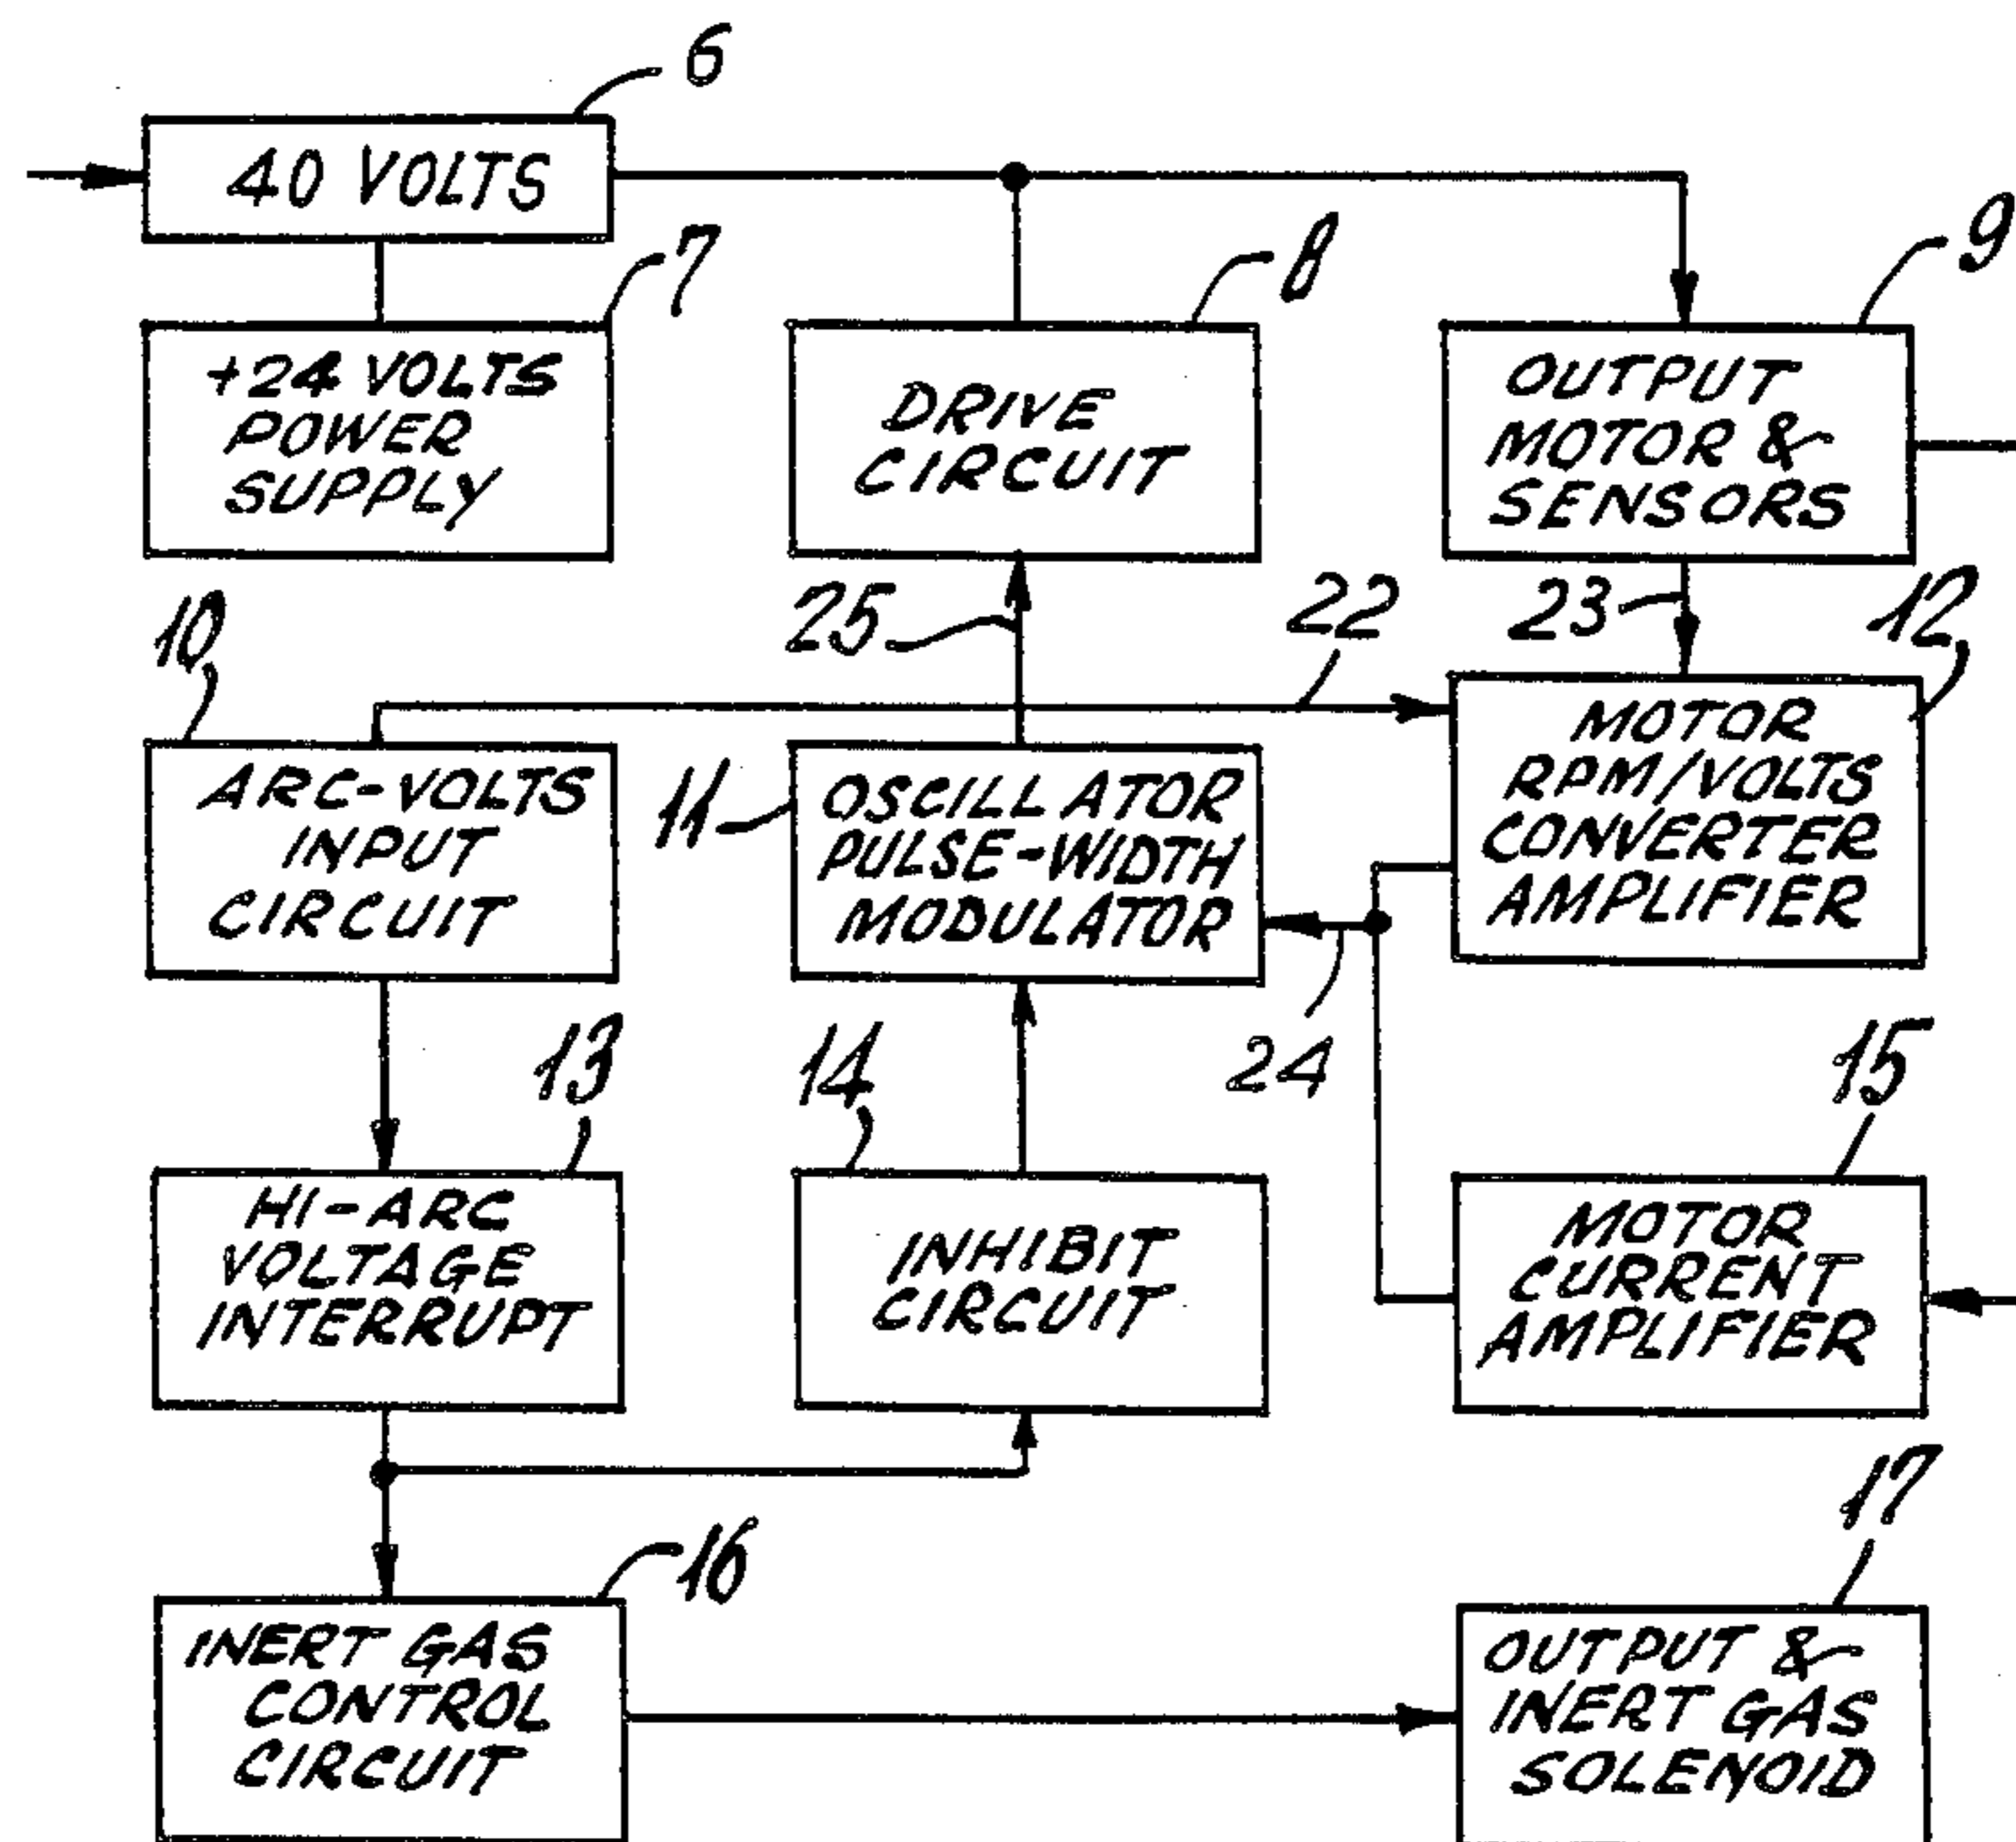 6
40 VOLTS
7
8
9
+24 VOLTS
POWER
SUPPLY
DRIVE
CIRCUIT
OUTPUT
MOTOR &
SENSORS
10
25
22
23
12
ARC-VOLTS
INPUT
CIRCUIT
11
OSCILLATOR
PULSE-WIDTH
MODULATOR
MOTOR
RPM/VOLTS
CONVERTER
AMPLIFIER
13
14
24
15
HI-ARC
VOLTAGE
INTERRUPT
INHIBIT
CIRCUIT
MOTOR
CURRENT
AMPLIFIER
16
17
INERT GAS
CONTROL
CIRCUIT
OUTPUT &
INERT GAS
SOLENOID